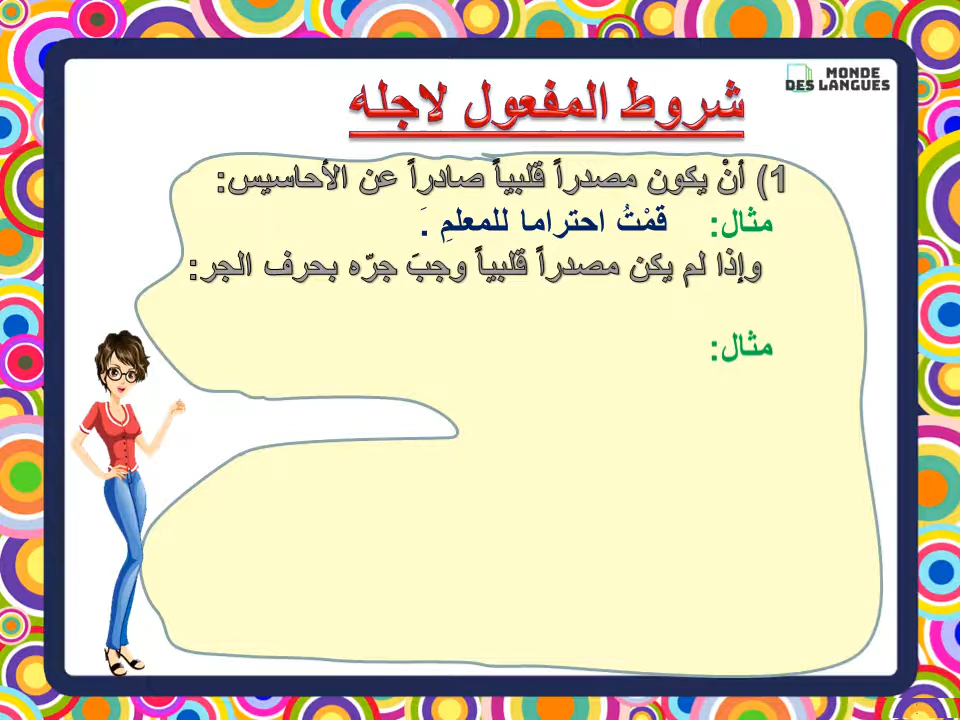 MONDE
DES LANGUES
شروط المفعول لاجله
1) أنْ يكون مصدراً قلبياً صادراً عن الأحاسيس:
مثال: قمْتُ احتراما للمعلمِ .َ
وإذا لم يكن مصدراً قلبياً وجبَ جرّه بحرف الجر:
مثال: